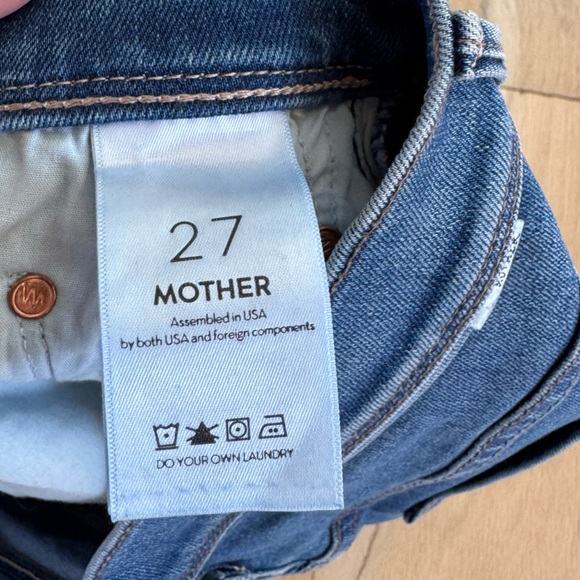 27
MOTHER
Assembled in USA
by both USA and foreign components
DO YOUR OWN LAUNDRY